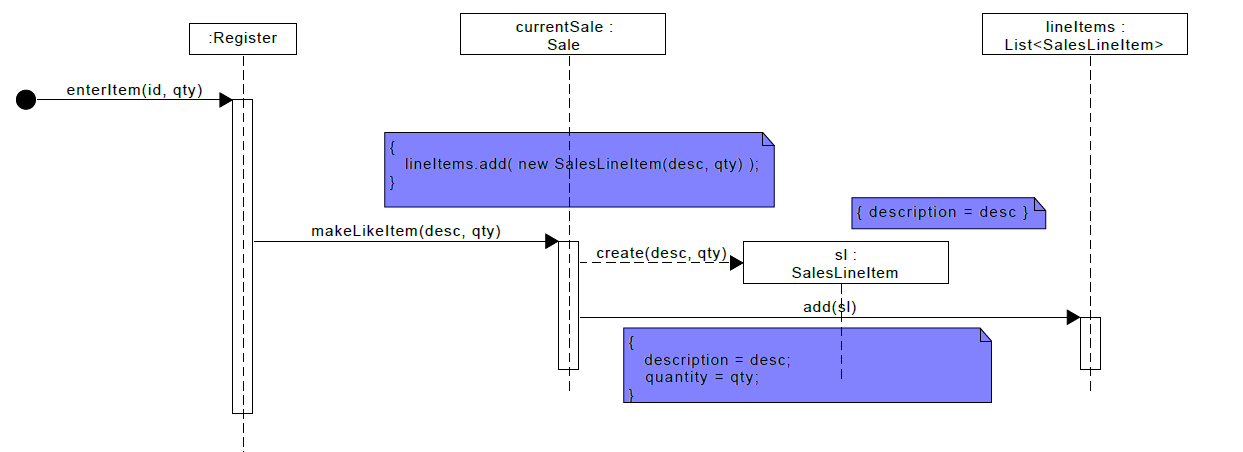 :Register
currentSale :
Sale
lineItems :
List<SalesLineItem>
enterItem(id, qty)
{
lineItems.add( new SalesLineItem(desc, qty) );
}
{ description = desc }
makeLikeItem(desc, qty)
create(desc, qty)
sl :
SalesLineItem
add(sl)
{
description = desc;
quantity = qty;
}